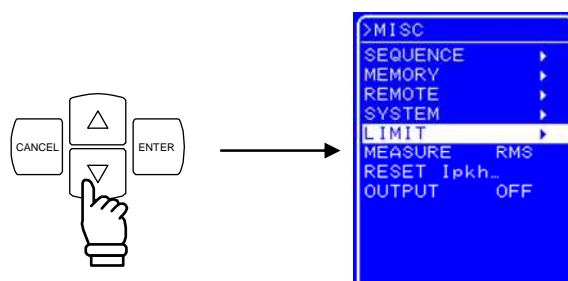 CANCEL
ENTER
>MISC
SEQUENCE
MEMORY
REMOTE
SYSTEM
LIMIT
MEASURE RMS
RESET Ipkh…
OUTPUT OFF